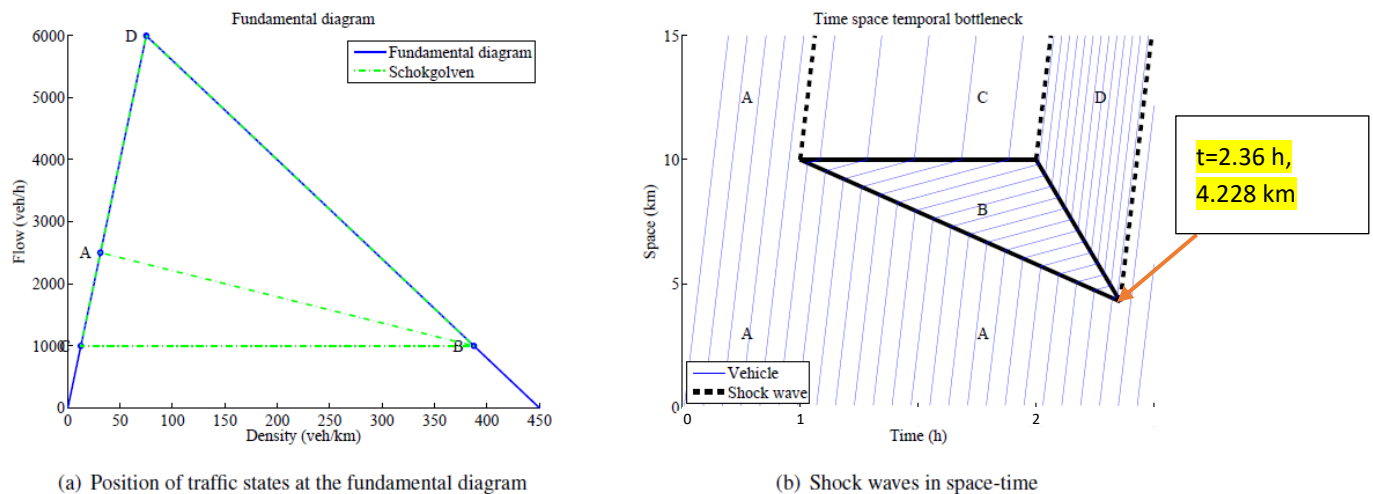 Fundamental diagram
6000
5000
4000
3000
2000
1000
0
Flow (veh/h)
D
A
C
B
Fundamental diagram
Schokgolven
0 50 100 150 200 250 300 350 400 450
Density (veh/km)
(a) Position of traffic states at the fundamental diagram
Time space temporal bottleneck
15
10
5
0
Space (km)
A
C
D
B
A
A
Vehicle
Shock wave
0 1 2
Time (h)
(b) Shock waves in space-time
t=2.36 h,
4.228 km